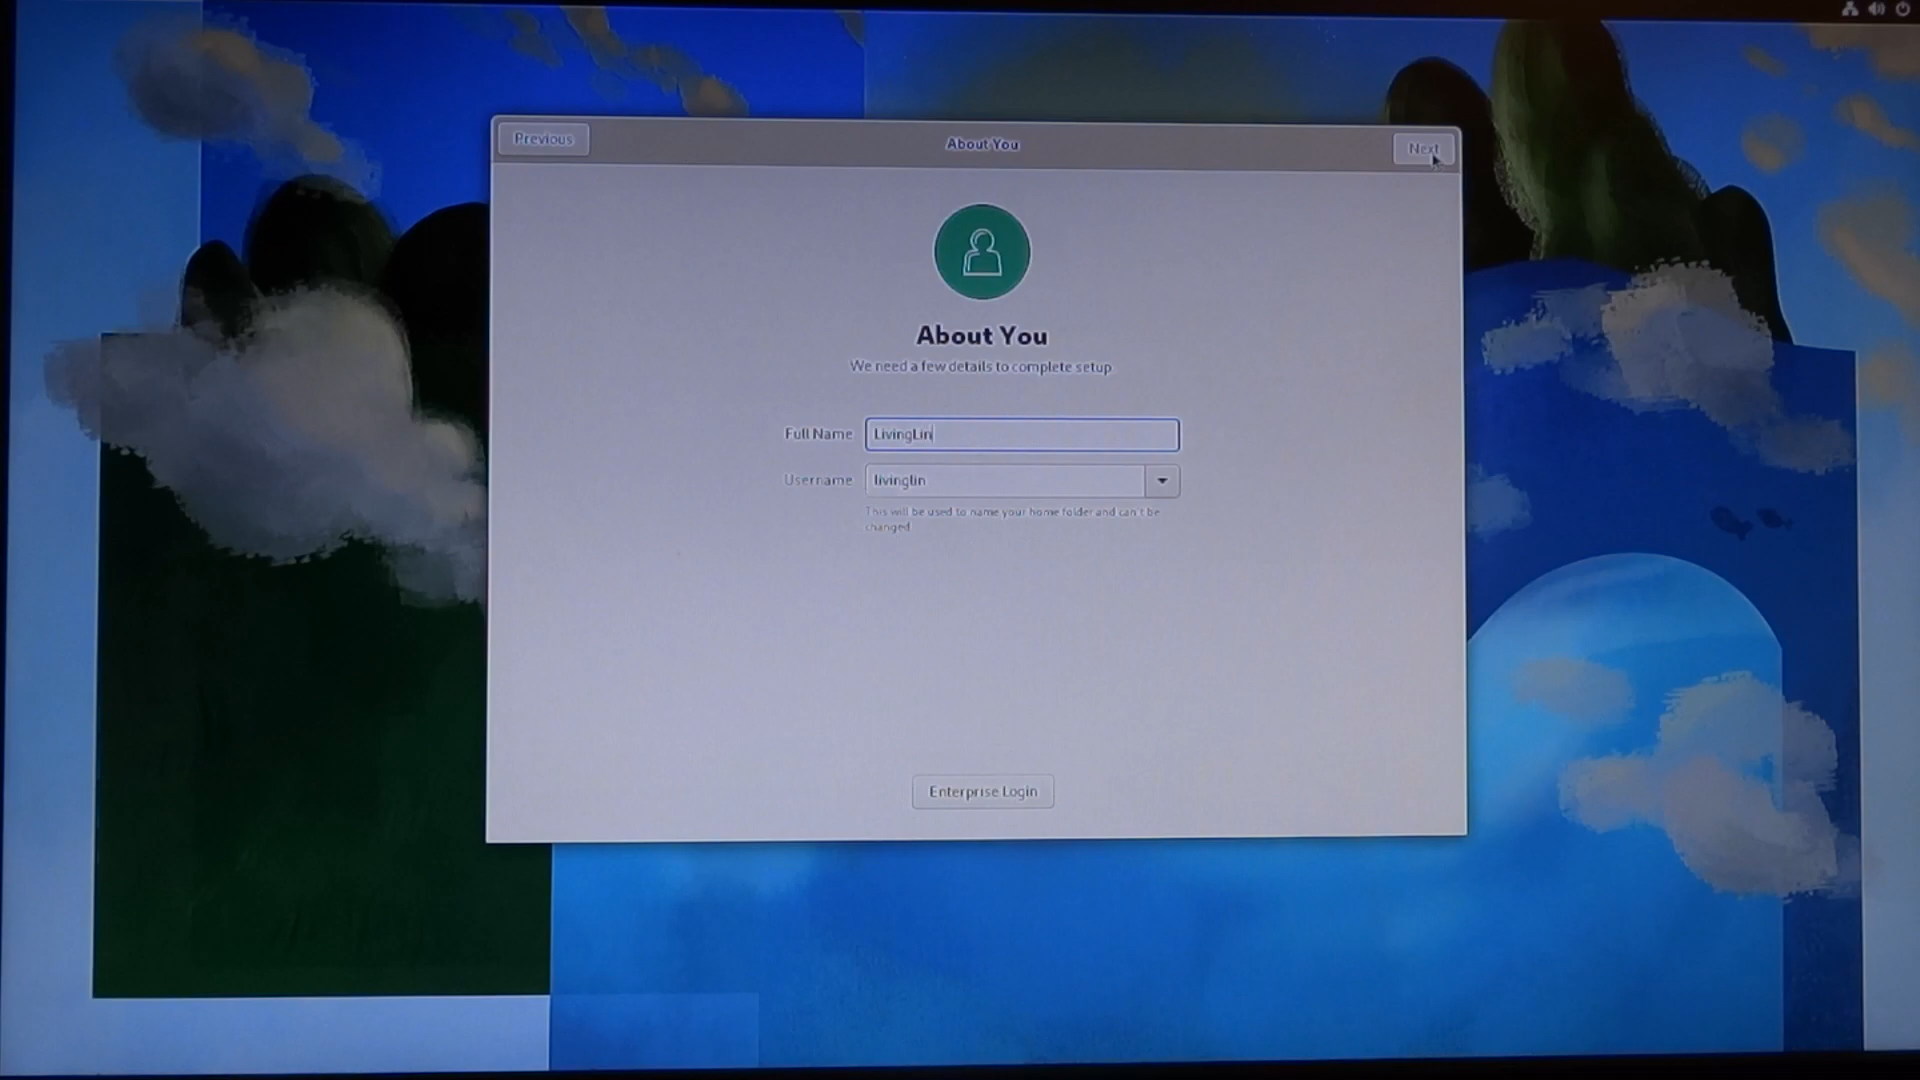 Previous
About You
Next
About You
We need a few details to complete setup
Full Name
LivingLin
Username
livinglin
This will be used to name your home folder and can't be
changed
Enterprise Login